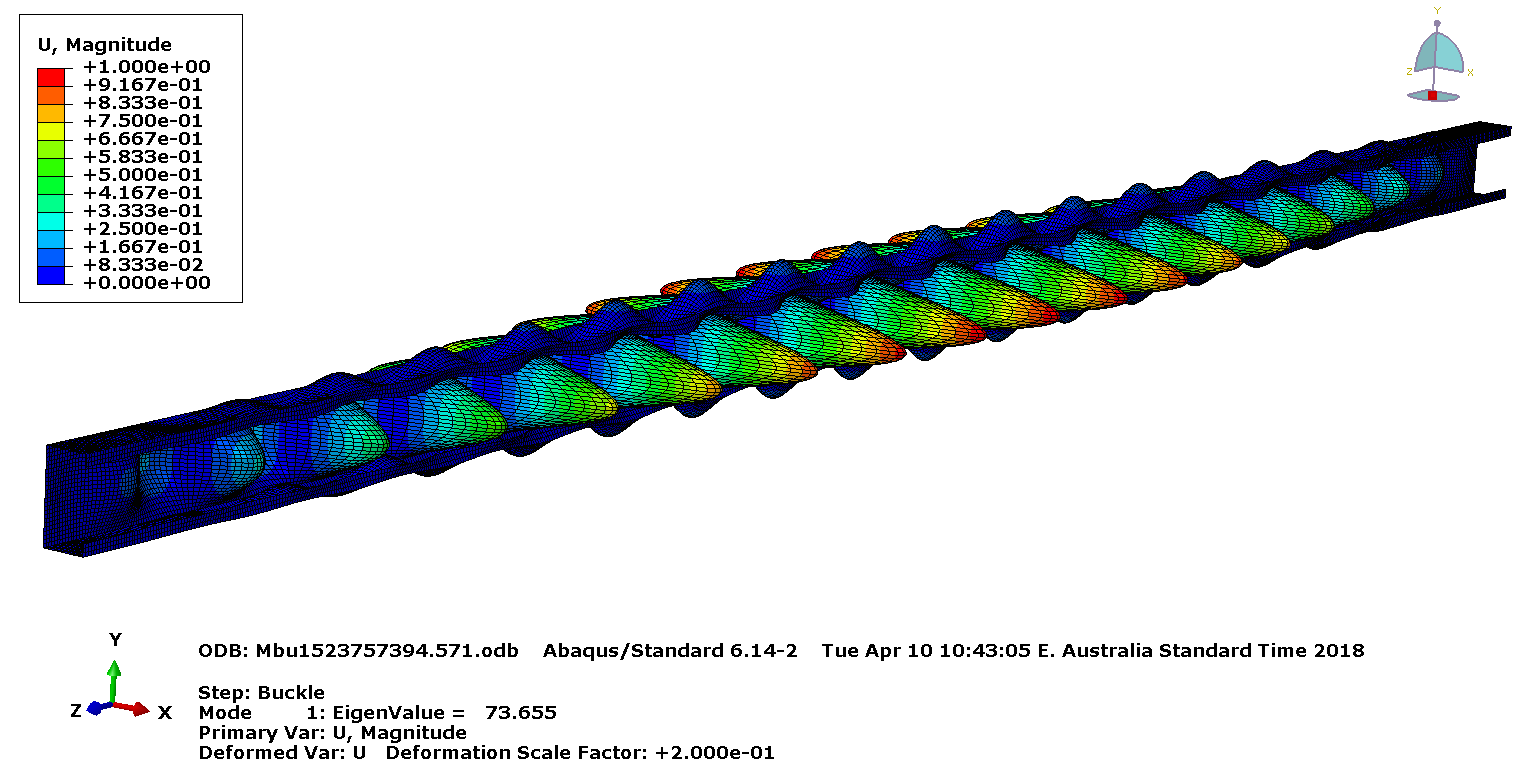 U, Magnitude
+1.000e+00
+9.167e-01
+8.333e-01
+7.500e-01
+6.667e-01
+5.833e-01
+5.000e-01
+4.167e-01
+3.333e-01
+2.500e-01
+1.667e-01
+8.333e-02
+0.000e+00
Y
Z X
Y
Z X
ODB: Mbu1523757394.571.odb Abaqus/Standard 6.14-2 Tue Apr 10 10:43:05 E. Australia Standard Time 2018
Step: Buckle
Mode 1: EigenValue = 73.655
Primary Var: U, Magnitude
Deformed Var: U Deformation Scale Factor: +2.000e-01